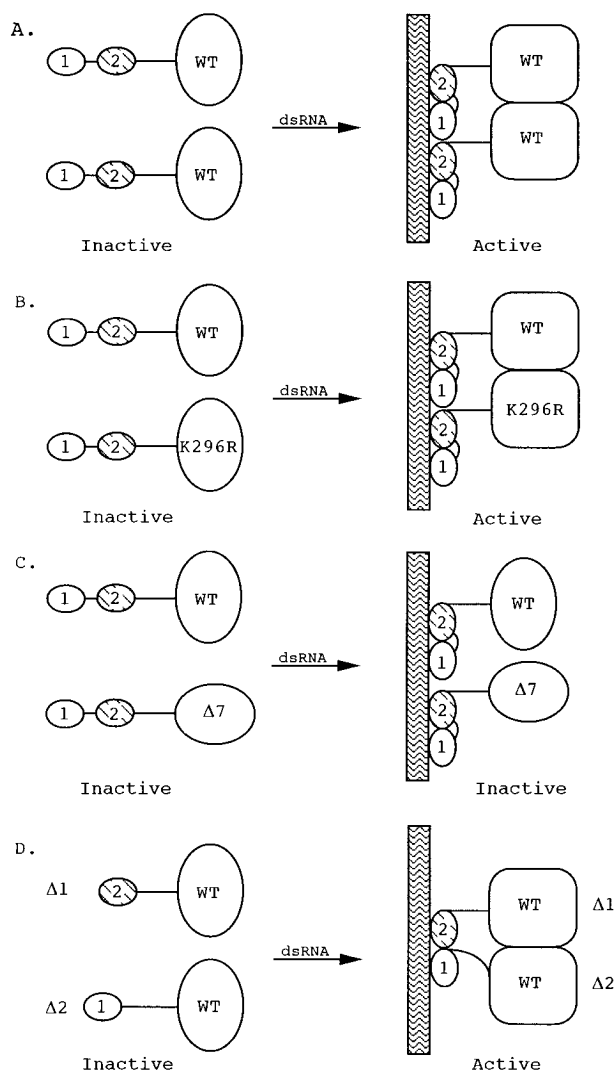 A.
1 2 WT
dsRNA
2 WT
1
1 2 WT
2 WT
1
Inactive Active
B.
1 2 WT
dsRNA
2 WT
1
1 2 K296R
2 K296R
1
Inactive Active
C.
1 2 WT
dsRNA
2 WT
1
1 2 Δ7
2 Δ7
1
Inactive Inactive
D.
Δ1 2 WT
dsRNA
2 WT Δ1
1
Δ2 1 WT
WT Δ2
Inactive Active